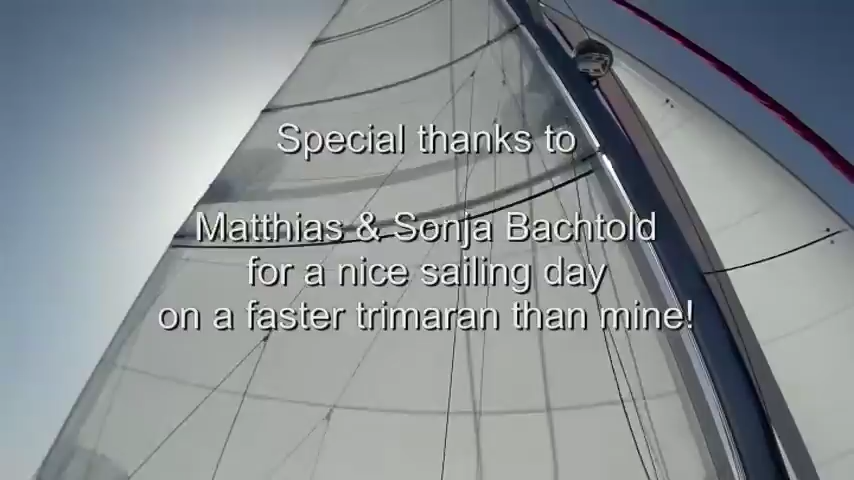 Special thanks to
Matthias & Sonja Bachtold
for a nice sailing day
on a faster trimaran than mine!